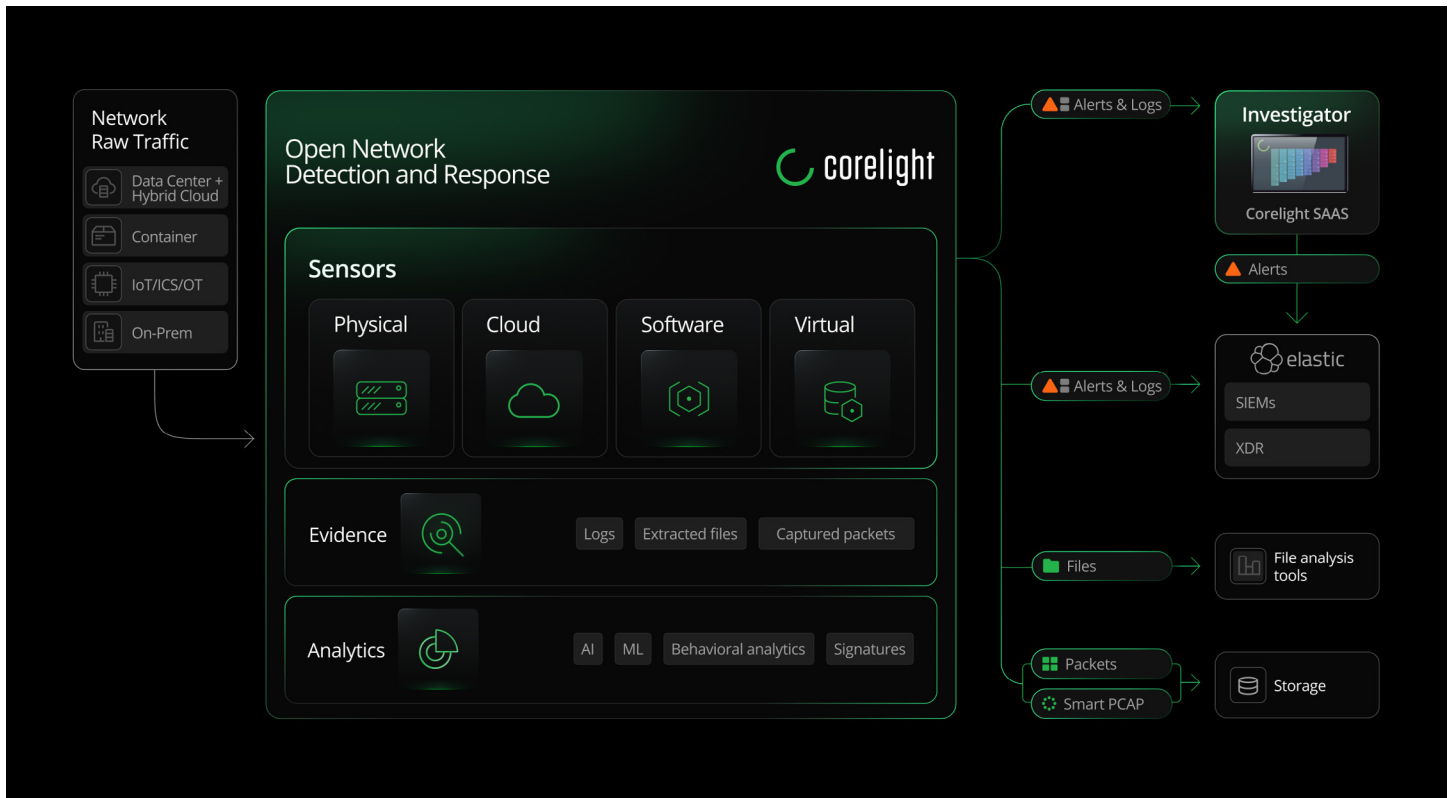 Network
Raw Traffic
Data Center +
Hybrid Cloud
Container
IoT/ICS/OT
On-Prem
Open Network
Detection and Response
corelight
Sensors
Physical
Cloud
Software
Virtual
Evidence
Logs
Extracted files
Captured packets
Analytics
AI
ML
Behavioral analytics
Signatures
Alerts & Logs
Investigator
Corelight SAAS
Alerts
Alerts & Logs
elastic
SIEMs
XDR
Files
File analysis
tools
Packets
Smart PCAP
Storage